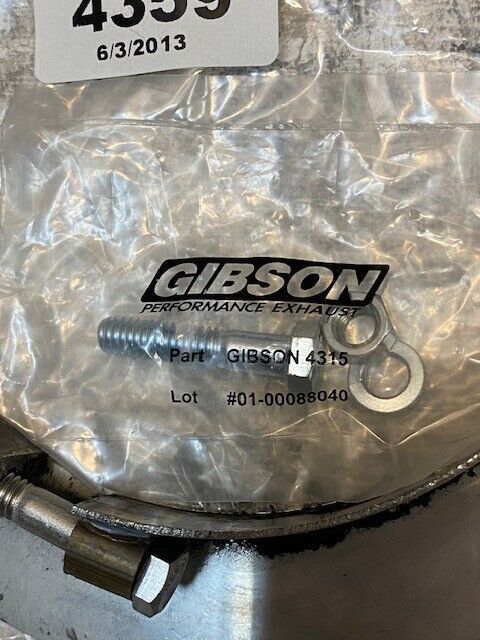 4359
6/3/2013
GIBSON
PERFORMANCE EXHAUST
Part GIBSON 4315
Lot #01-00088040